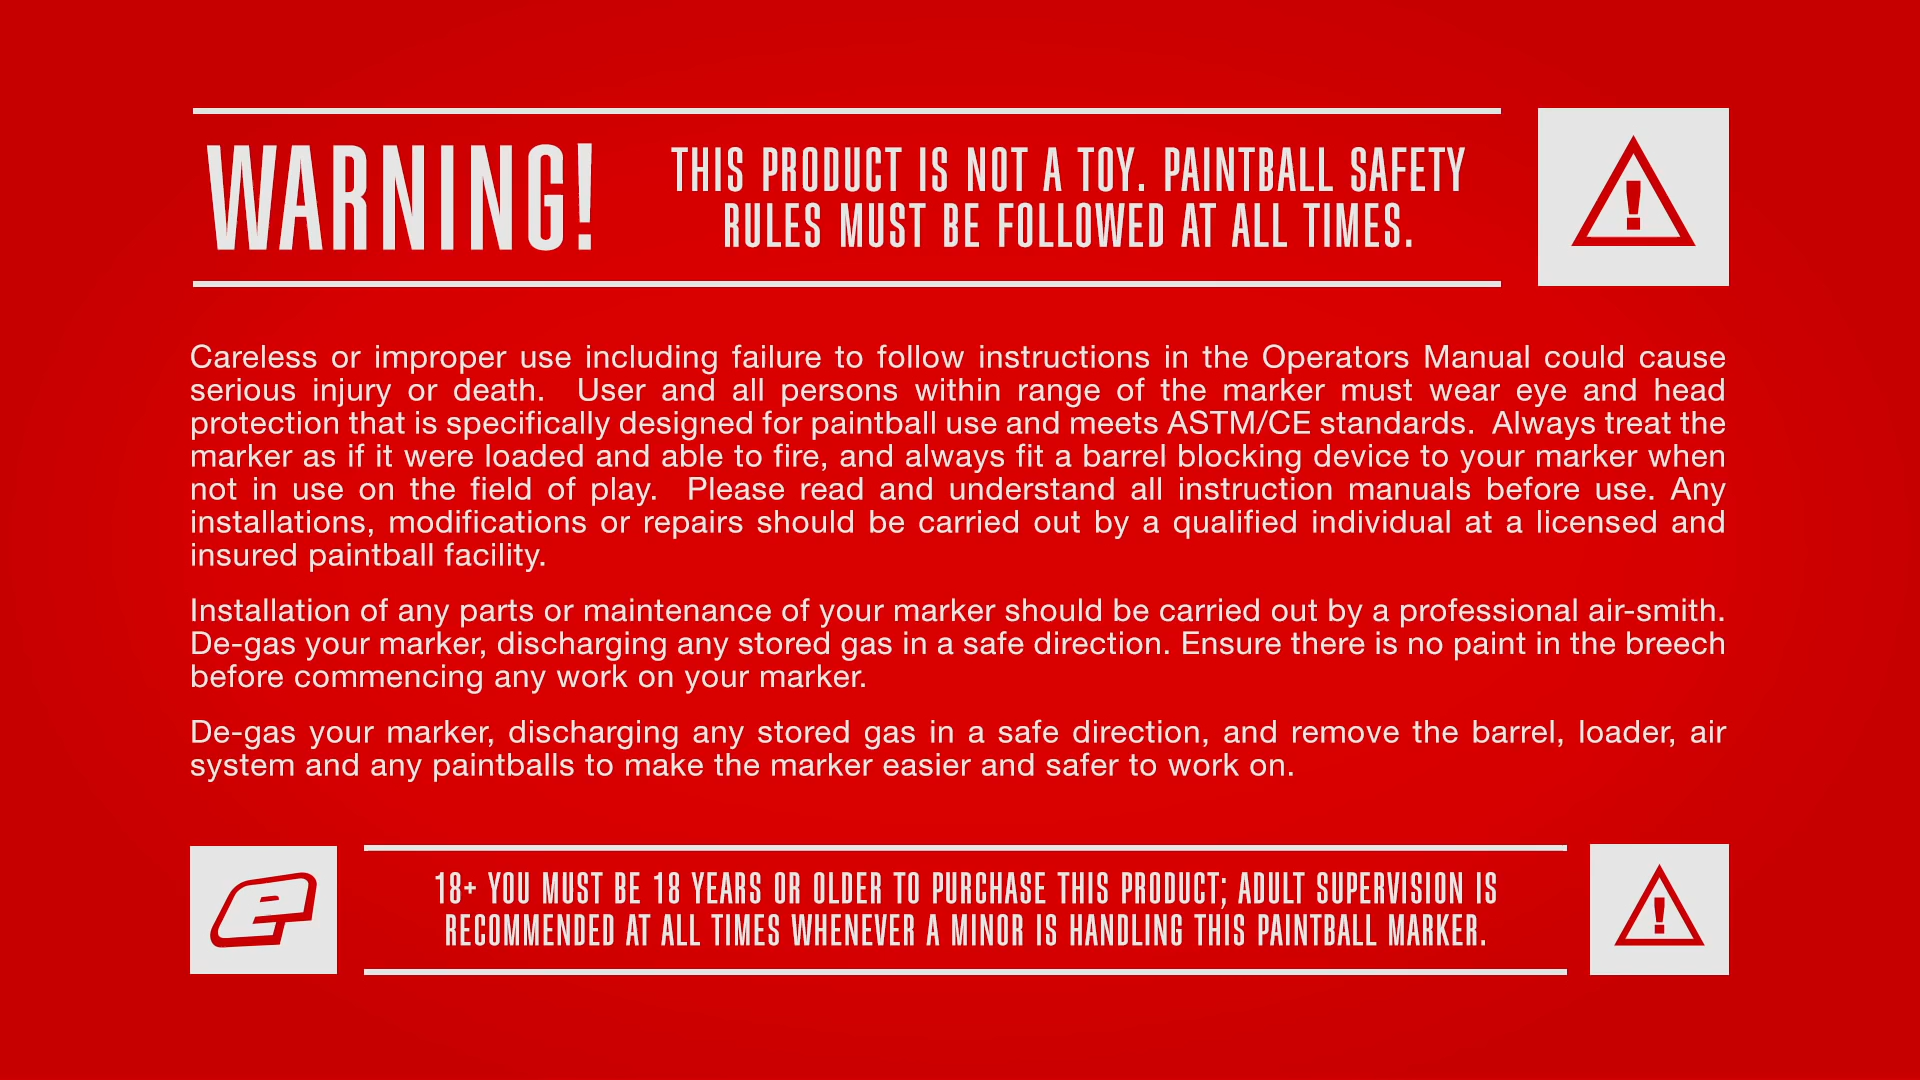 WARNING!
THIS PRODUCT IS NOT A TOY. PAINTBALL SAFETY
RULES MUST BE FOLLOWED AT ALL TIMES.
!
Careless or improper use including failure to follow instructions in the Operators Manual could cause
serious injury or death.  User and all persons within range of the marker must wear eye and head
protection that is specifically designed for paintball use and meets ASTM/CE standards.  Always treat the
marker as if it were loaded and able to fire, and always fit a barrel blocking device to your marker when
not in use on the field of play.  Please read and understand all instruction manuals before use. Any
installations, modifications or repairs should be carried out by a qualified individual at a licensed and
insured paintball facility.
Installation of any parts or maintenance of your marker should be carried out by a professional air-smith.
De-gas your marker, discharging any stored gas in a safe direction. Ensure there is no paint in the breech
before commencing any work on your marker.
De-gas your marker, discharging any stored gas in a safe direction, and remove the barrel, loader, air
system and any paintballs to make the marker easier and safer to work on.
e
18+ YOU MUST BE 18 YEARS OR OLDER TO PURCHASE THIS PRODUCT; ADULT SUPERVISION IS
RECOMMENDED AT ALL TIMES WHENEVER A MINOR IS HANDLING THIS PAINTBALL MARKER.
!